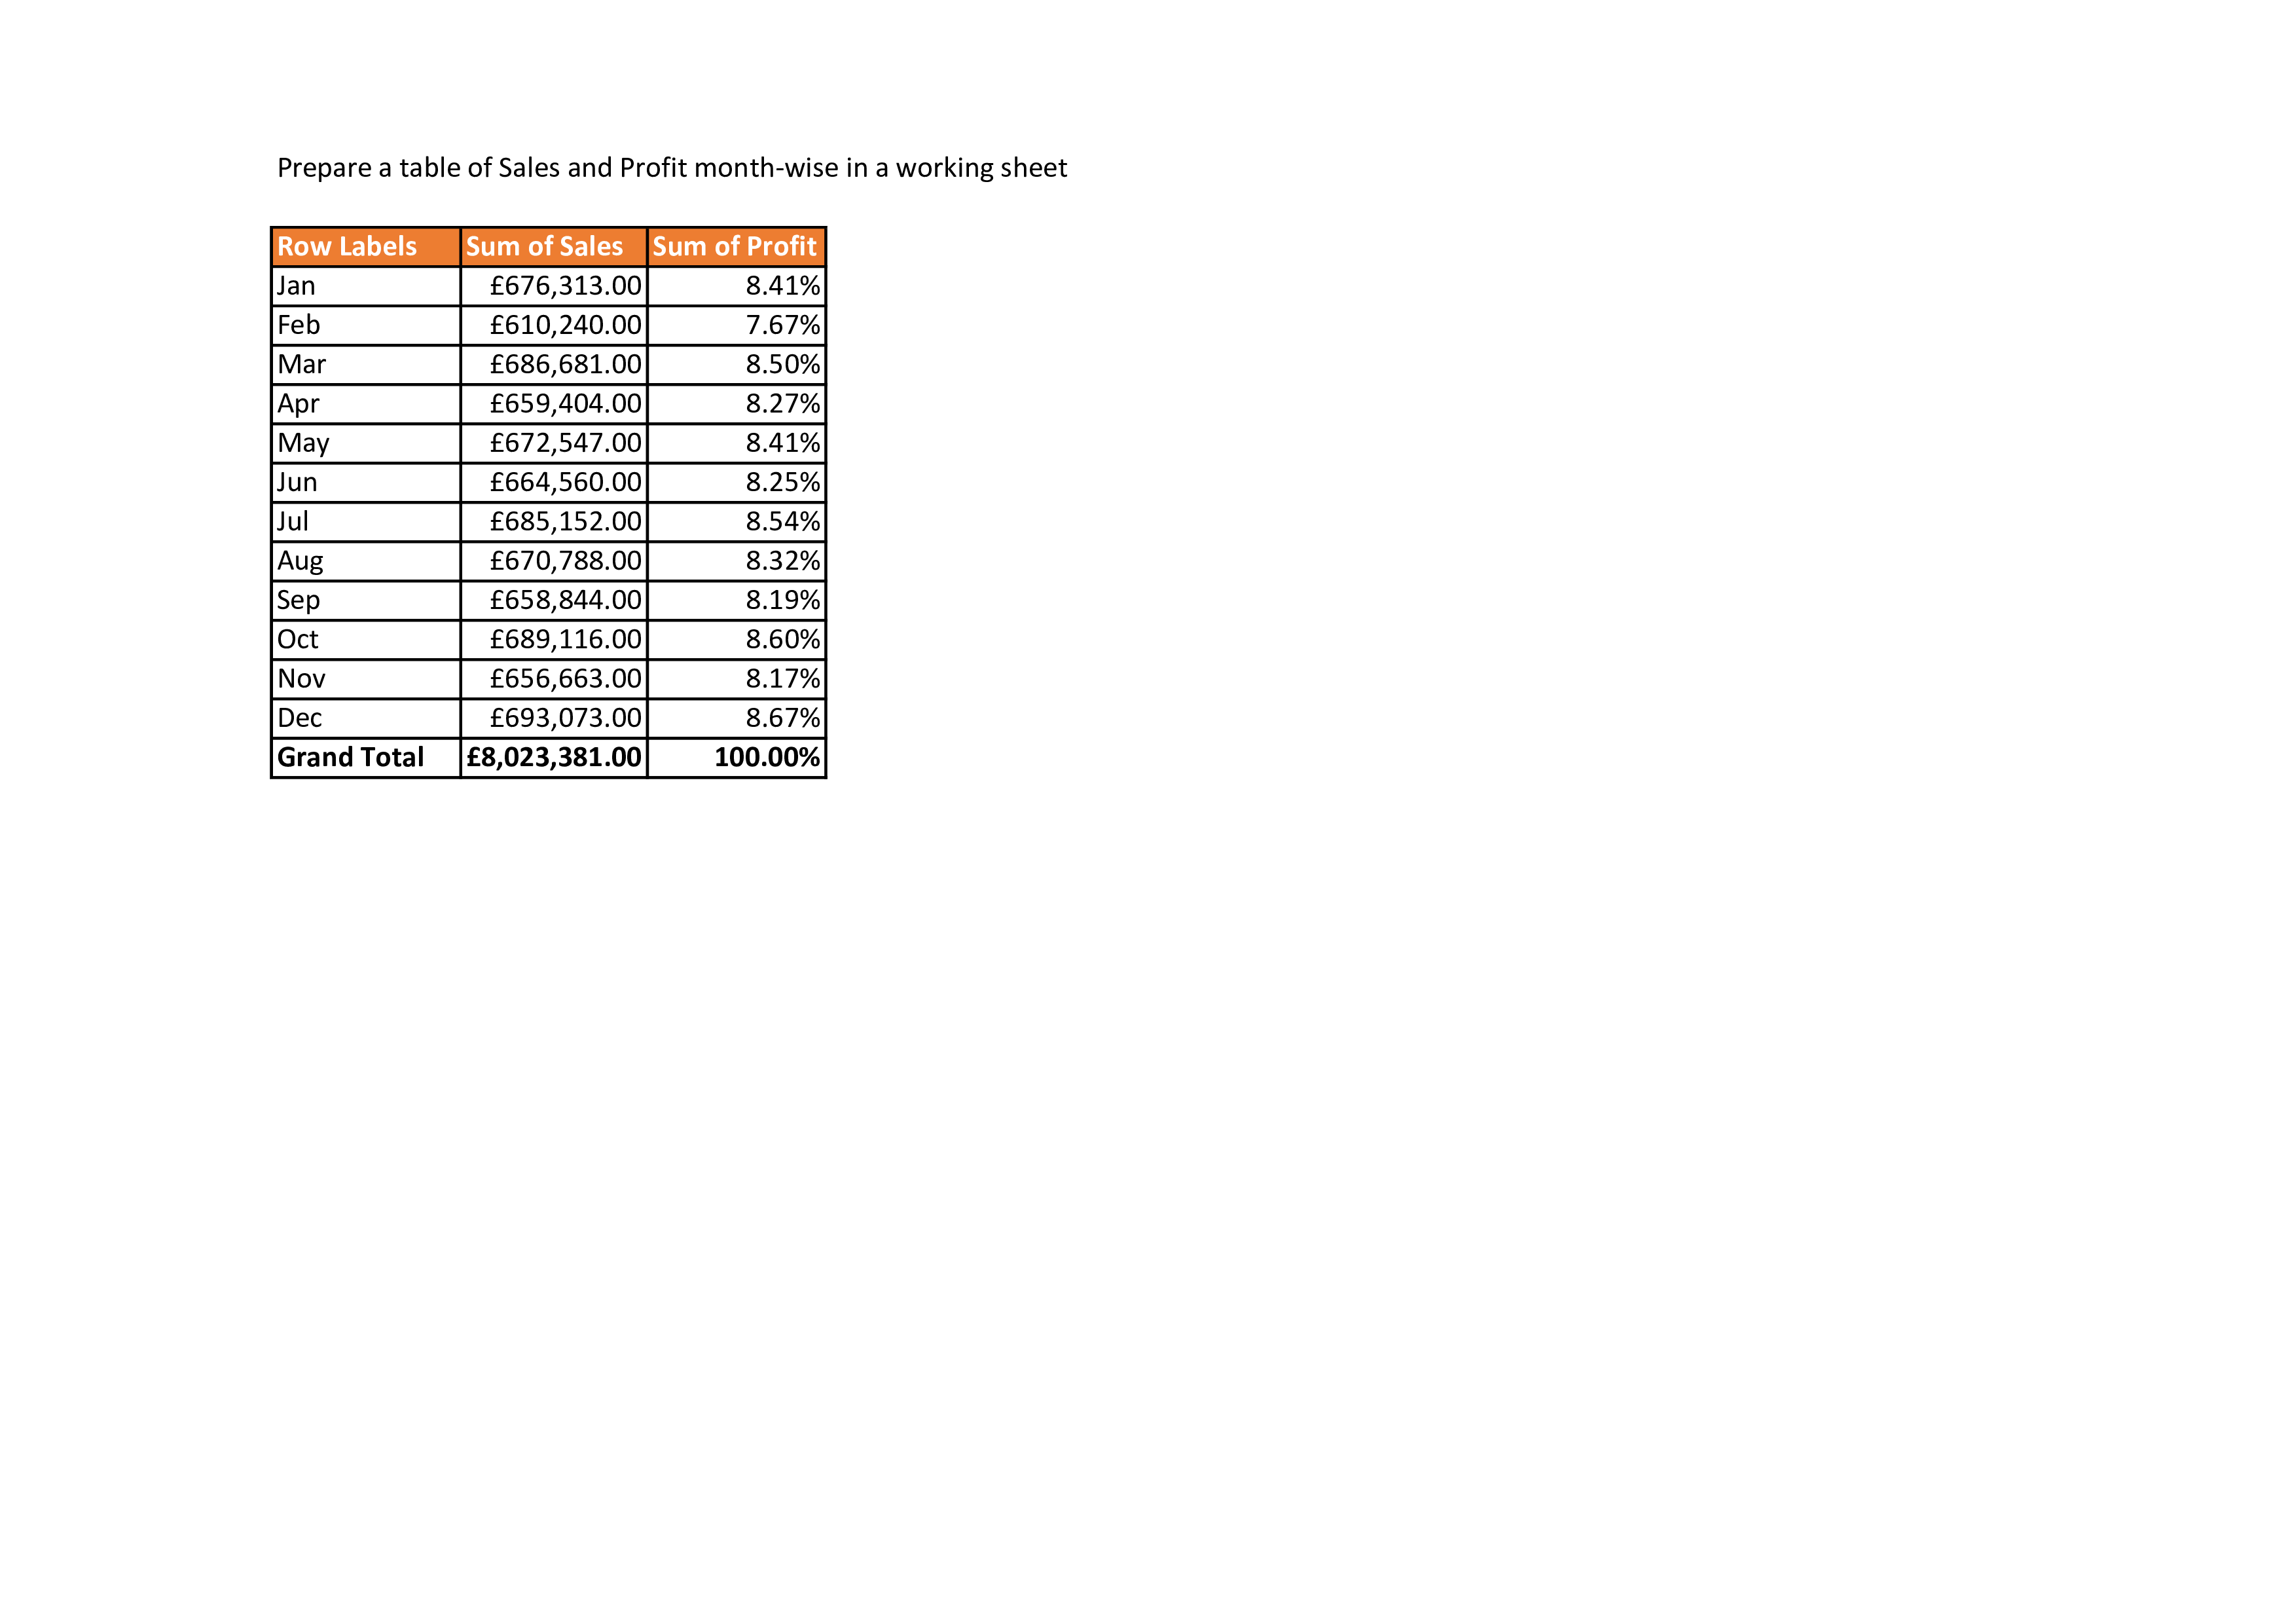 Prepare a table of Sales and Profit month-wise in a working sheet
Row Labels Sum of Sales Sum of Profit
Jan £676,313.00 8.41%
Feb £610,240.00 7.67%
Mar £686,681.00 8.50%
Apr £659,404.00 8.27%
May £672,547.00 8.41%
Jun £664,560.00 8.25%
Jul £685,152.00 8.54%
Aug £670,788.00 8.32%
Sep £658,844.00 8.19%
Oct £689,116.00 8.60%
Nov £656,663.00 8.17%
Dec £693,073.00 8.67%
Grand Total £8,023,381.00 100.00%